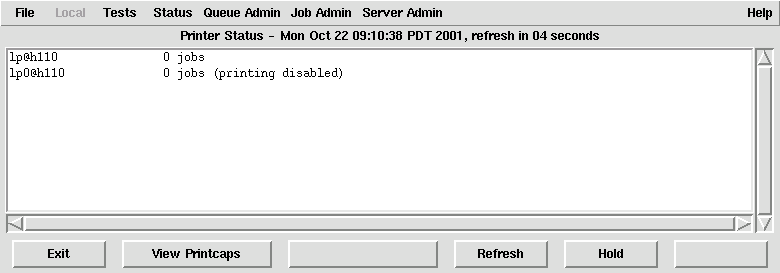 File Local Tests Status Queue Admin Job Admin Server Admin Help
Printer Status - Mon Oct 22 09:10:38 PDT 2001, refresh in 04 seconds
lp@h110 0 jobs
lp0@h110 0 jobs (printing disabled)
Exit View Printcaps Refresh Hold